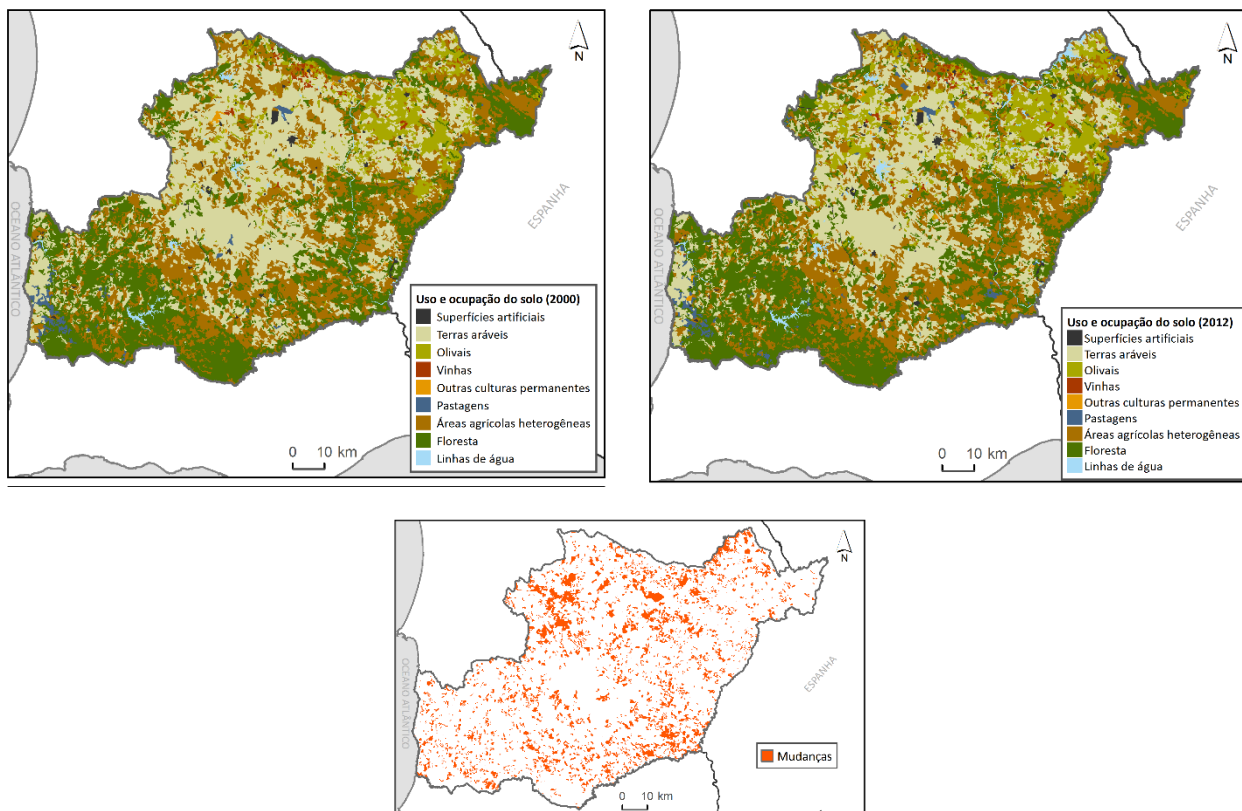 N
OCEANO ATLÂNTICO
ESPANHA
Uso e ocupação do solo (2000)
Superfícies artificiais
Terras aráveis
Olivais
Vinhas
Outras culturas permanentes
Pastagens
Áreas agrícolas heterogêneas
Floresta
Linhas de água
0 10 km
N
OCEANO ATLÂNTICO
ESPANHA
Uso e ocupação do solo (2012)
Superfícies artificiais
Terras aráveis
Olivais
Vinhas
Outras culturas permanentes
Pastagens
Áreas agrícolas heterogêneas
Floresta
Linhas de água
0 10 km
N
OCEANO ATLÂNTICO
ESPANHA
Mudanças
0 10 km